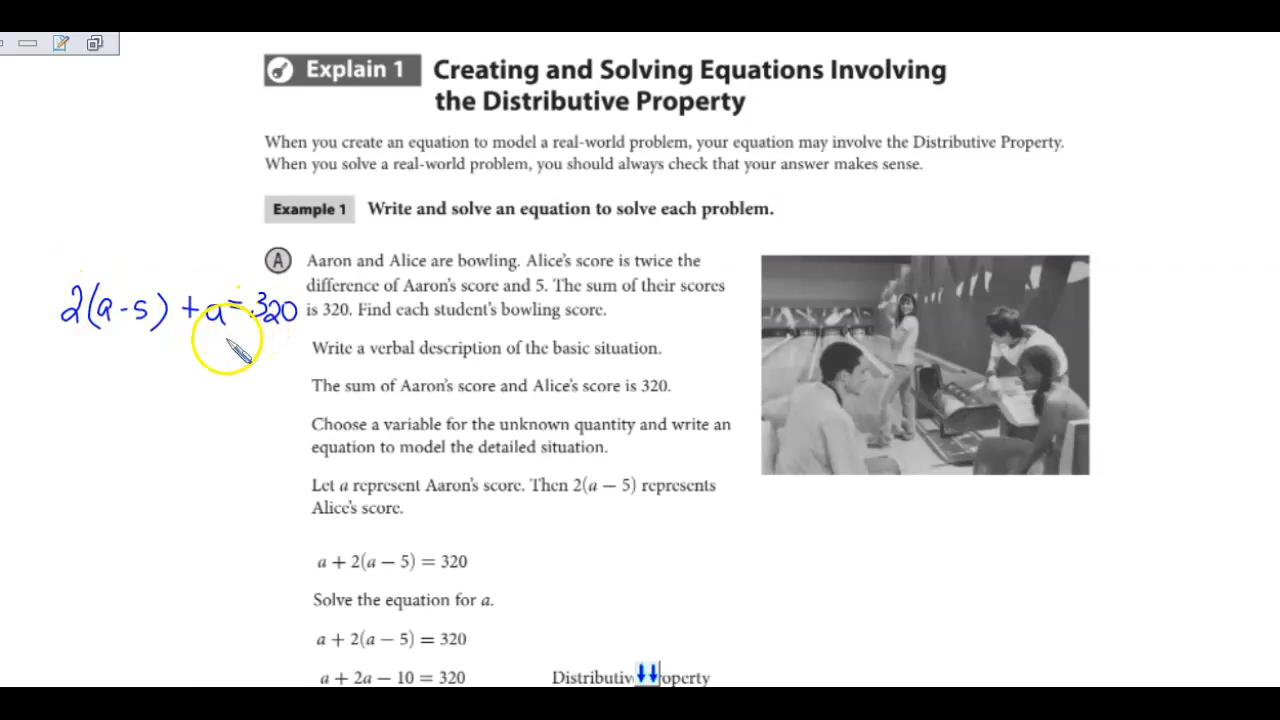 Explain 1 Creating and Solving Equations Involving
the Distributive Property
When you create an equation to model a real-world problem, your equation may involve the Distributive Property.
When you solve a real-world problem, you should always check that your answer makes sense.
Example 1 Write and solve an equation to solve each problem.
A Aaron and Alice are bowling. Alice's score is twice the
difference of Aaron's score and 5. The sum of their scores
is 320. Find each student's bowling score.
2(a-5) + a = 320
Write a verbal description of the basic situation.
The sum of Aaron's score and Alice's score is 320.
Choose a variable for the unknown quantity and write an
equation to model the detailed situation.
Let a represent Aaron's score. Then 2(a − 5) represents
Alice's score.
a + 2(a − 5) = 320
Solve the equation for a.
a + 2(a − 5) = 320
a + 2a − 10 = 320 Distributive Property